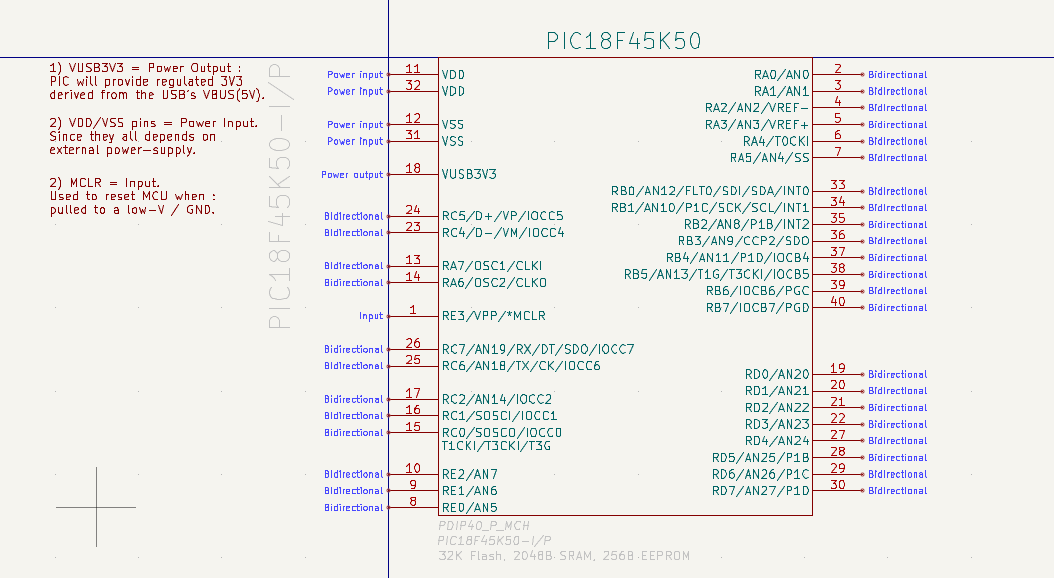 PIC18F45K50
1) VUSB3V3 = Power Output :
PIC will provide regulated 3V3
derived from the USB's VBUS(5V).
2) VDD/VSS pins = Power Input.
Since they all depends on
external power-supply.
2) MCLR = Input.
Used to reset MCU when :
pulled to a low-V / GND.
PIC18F45K50-I/P
Power input 11 VDD
Power input 32 VDD
Power input 12 VSS
Power input 31 VSS
Power output 18 VUSB3V3
Bidirectional 24 RC5/D+/VP/IOCC5
Bidirectional 23 RC4/D-/VM/IOCC4
Bidirectional 13 RA7/OSC1/CLKI
Bidirectional 14 RA6/OSC2/CLKO
Input 1 RE3/VPP/*MCLR
Bidirectional 26 RC7/AN19/RX/DT/SDO/IOCC7
Bidirectional 25 RC6/AN18/TX/CK/IOCC6
Bidirectional 17 RC2/AN14/IOCC2
Bidirectional 16 RC1/SOSCI/IOCC1
Bidirectional 15 RC0/SOSCO/IOCC0
T1CKI/T3CKI/T3G
Bidirectional 10 RE2/AN7
Bidirectional 9 RE1/AN6
Bidirectional 8 RE0/AN5
RA0/AN0 2 Bidirectional
RA1/AN1 3 Bidirectional
RA2/AN2/VREF- 4 Bidirectional
RA3/AN3/VREF+ 5 Bidirectional
RA4/T0CKI 6 Bidirectional
RA5/AN4/SS 7 Bidirectional
RB0/AN12/FLT0/SDI/SDA/INT0 33 Bidirectional
RB1/AN10/P1C/SCK/SCL/INT1 34 Bidirectional
RB2/AN8/P1B/INT2 35 Bidirectional
RB3/AN9/CCP2/SDO 36 Bidirectional
RB4/AN11/P1D/IOCB4 37 Bidirectional
RB5/AN13/T1G/T3CKI/IOCB5 38 Bidirectional
RB6/IOCB6/PGC 39 Bidirectional
RB7/IOCB7/PGD 40 Bidirectional
RD0/AN20 19 Bidirectional
RD1/AN21 20 Bidirectional
RD2/AN22 21 Bidirectional
RD3/AN23 22 Bidirectional
RD4/AN24 27 Bidirectional
RD5/AN25/P1B 28 Bidirectional
RD6/AN26/P1C 29 Bidirectional
RD7/AN27/P1D 30 Bidirectional
PDIP40_P_MCH
PIC18F45K50-I/P
32K Flash, 2048B SRAM, 256B EEPROM